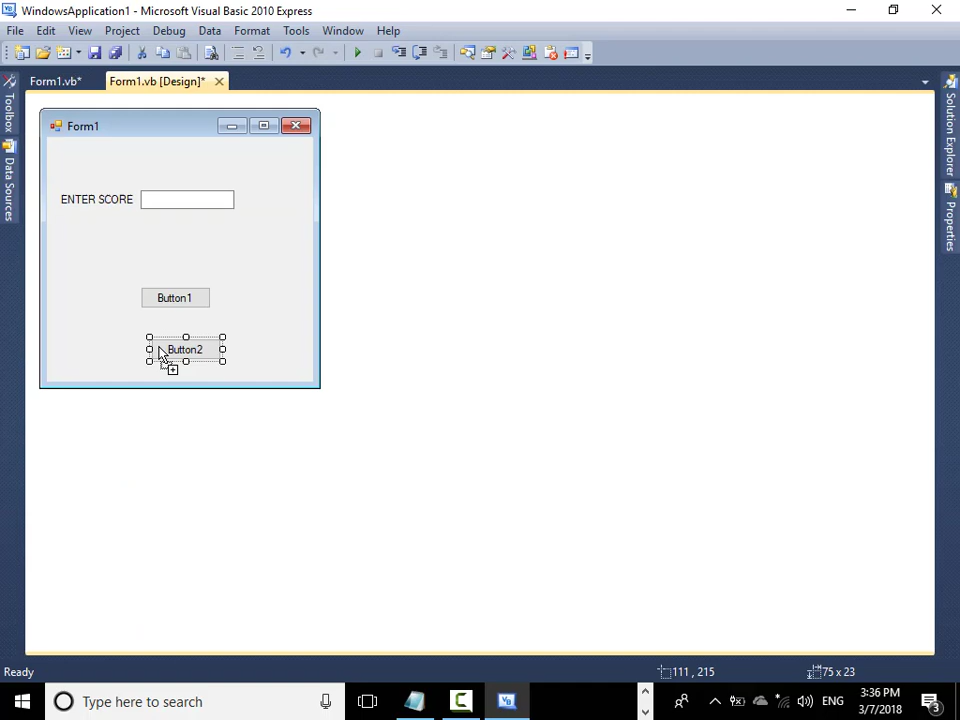 WindowsApplication1 - Microsoft Visual Basic 2010 Express
File Edit View Project Debug Data Format Tools Window Help
Form1.vb* Form1.vb [Design]*
Toolbox
Data Sources
Solution Explorer
Properties
Form1
ENTER SCORE
Button1
Button2
Ready 111 , 215 75 x 23
Type here to search ENG 3:36 PM
3/7/2018
3